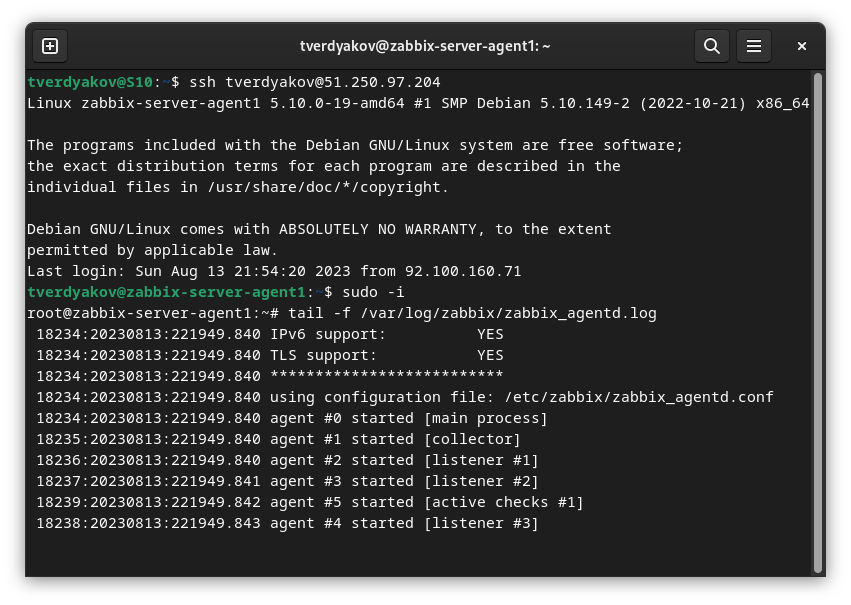 tverdyakov@zabbix-server-agent1: ~
tverdyakov@S10:~$ ssh tverdyakov@51.250.97.204
Linux zabbix-server-agent1 5.10.0-19-amd64 #1 SMP Debian 5.10.149-2 (2022-10-21) x86_64
The programs included with the Debian GNU/Linux system are free software;
the exact distribution terms for each program are described in the
individual files in /usr/share/doc/*/copyright.
Debian GNU/Linux comes with ABSOLUTELY NO WARRANTY, to the extent
permitted by applicable law.
Last login: Sun Aug 13 21:54:20 2023 from 92.100.160.71
tverdyakov@zabbix-server-agent1:~$ sudo -i
root@zabbix-server-agent1:~# tail -f /var/log/zabbix/zabbix_agentd.log
18234:20230813:221949.840 IPv6 support:          YES
18234:20230813:221949.840 TLS support:           YES
18234:20230813:221949.840 **************************
18234:20230813:221949.840 using configuration file: /etc/zabbix/zabbix_agentd.conf
18234:20230813:221949.840 agent #0 started [main process]
18235:20230813:221949.840 agent #1 started [collector]
18236:20230813:221949.840 agent #2 started [listener #1]
18237:20230813:221949.841 agent #3 started [listener #2]
18239:20230813:221949.842 agent #5 started [active checks #1]
18238:20230813:221949.843 agent #4 started [listener #3]